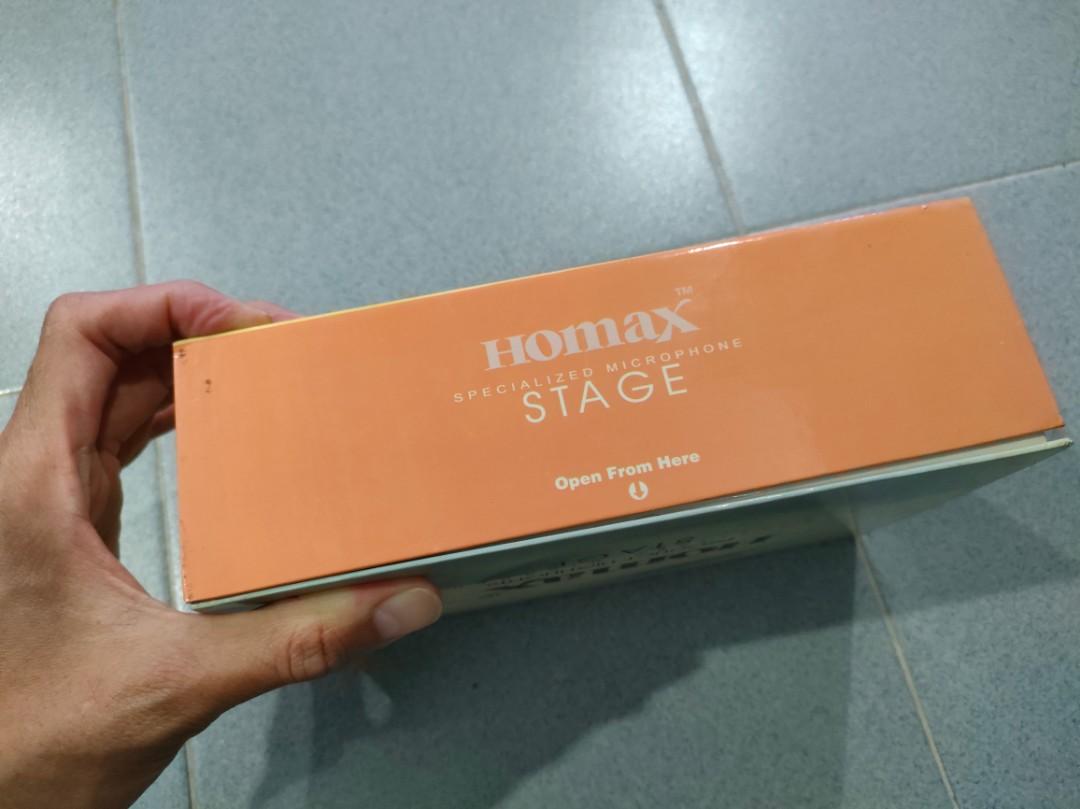 Homax™
SPECIALIZED MICROPHONE
STAGE
Open From Here